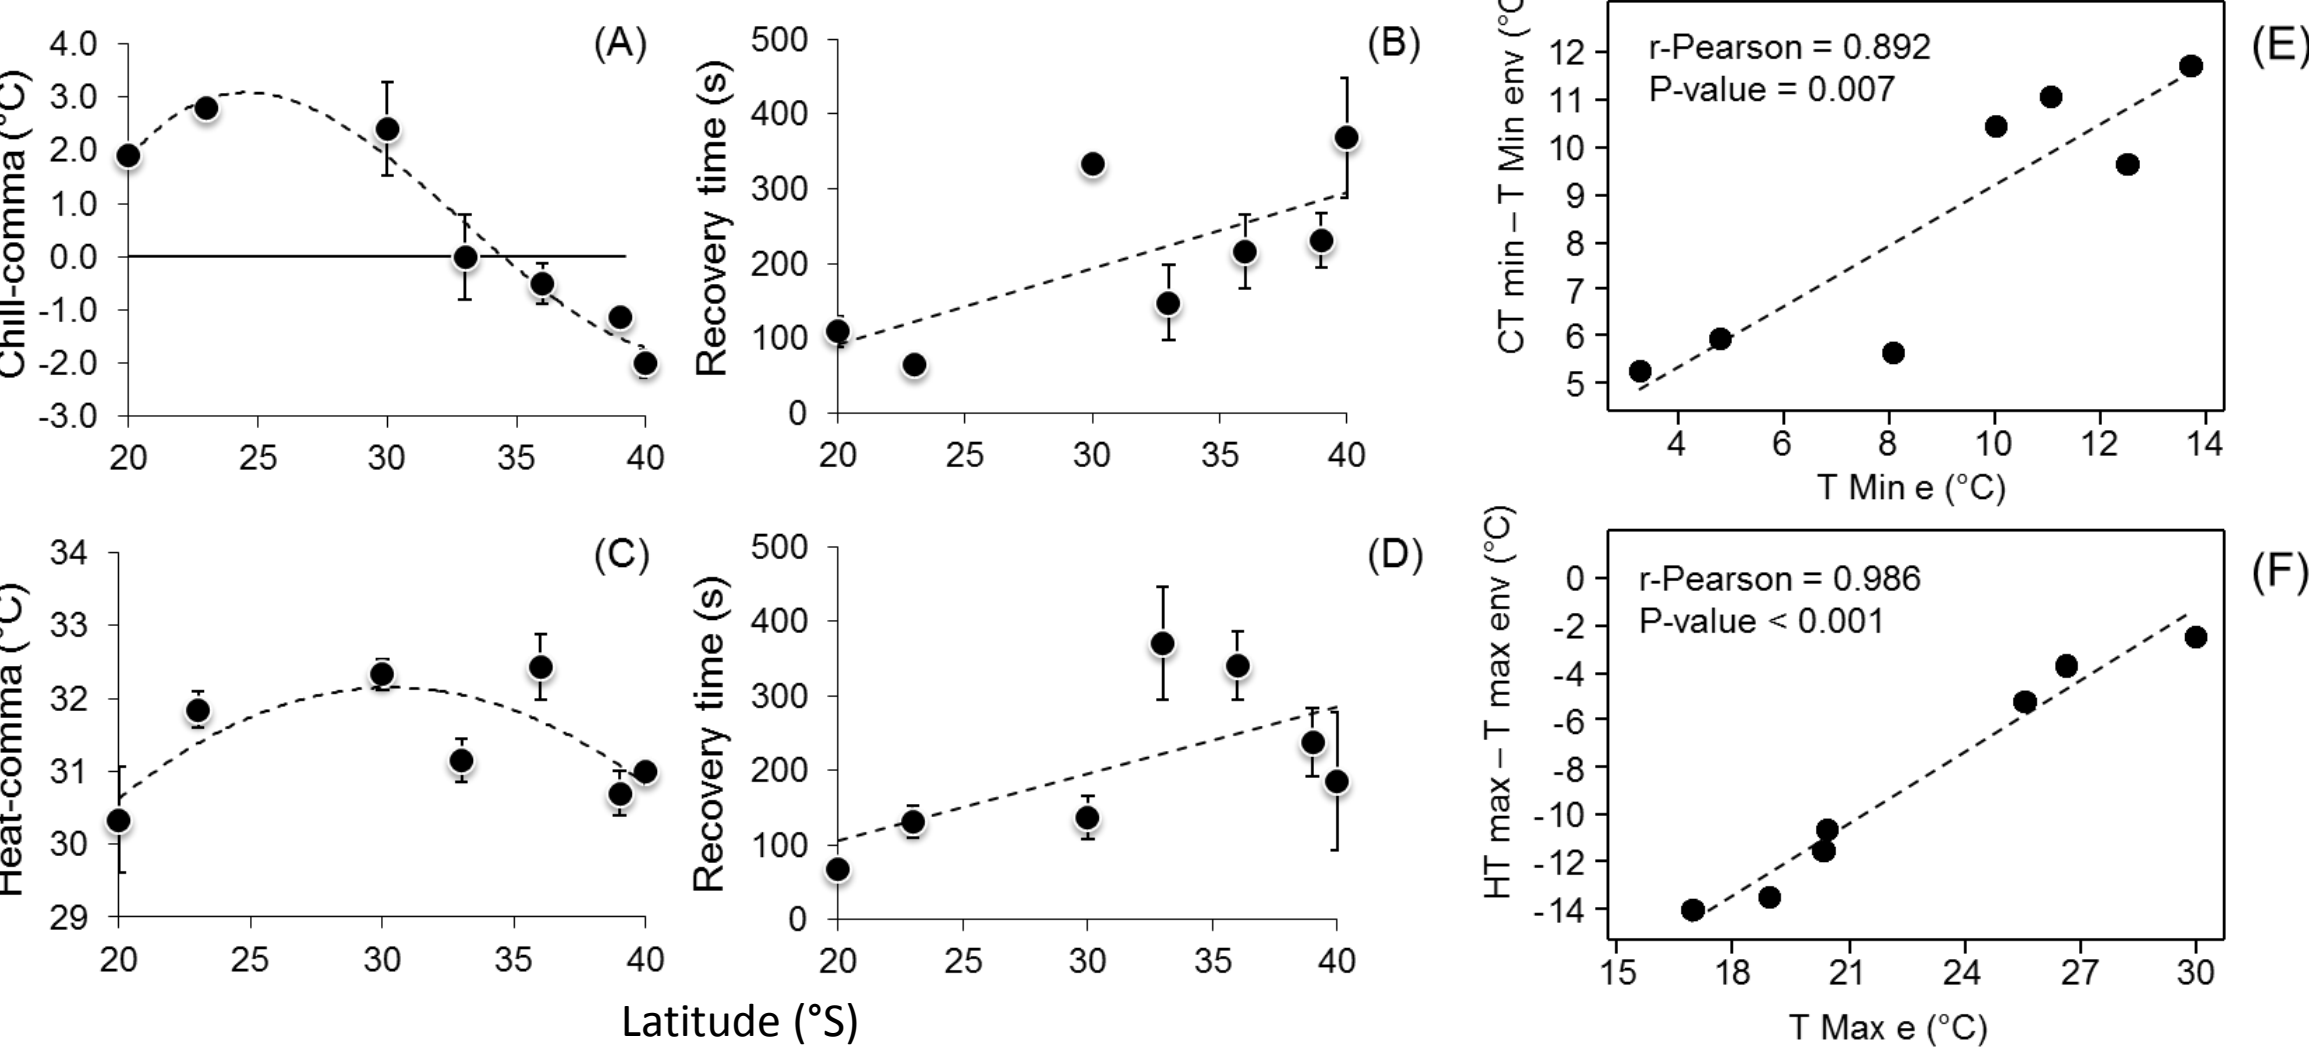 (A)
Chill-comma (°C)
4.0
3.0
2.0
1.0
0.0
-1.0
-2.0
-3.0
20 25 30 35 40
(B)
Recovery time (s)
500
400
300
200
100
0
20 25 30 35 40
(E)
r-Pearson = 0.892
P-value = 0.007
CT min – T Min env (°C
12
11
10
9
8
7
6
5
4 6 8 10 12 14
T Min e (°C)
(C)
Heat-comma (°C)
34
33
32
31
30
29
20 25 30 35 40
(D)
Recovery time (s)
500
400
300
200
100
0
20 25 30 35 40
Latitude (°S)
(F)
r-Pearson = 0.986
P-value < 0.001
HT max – T max env (°C)
0
-2
-4
-6
-8
-10
-12
-14
15 18 21 24 27 30
T Max e (°C)